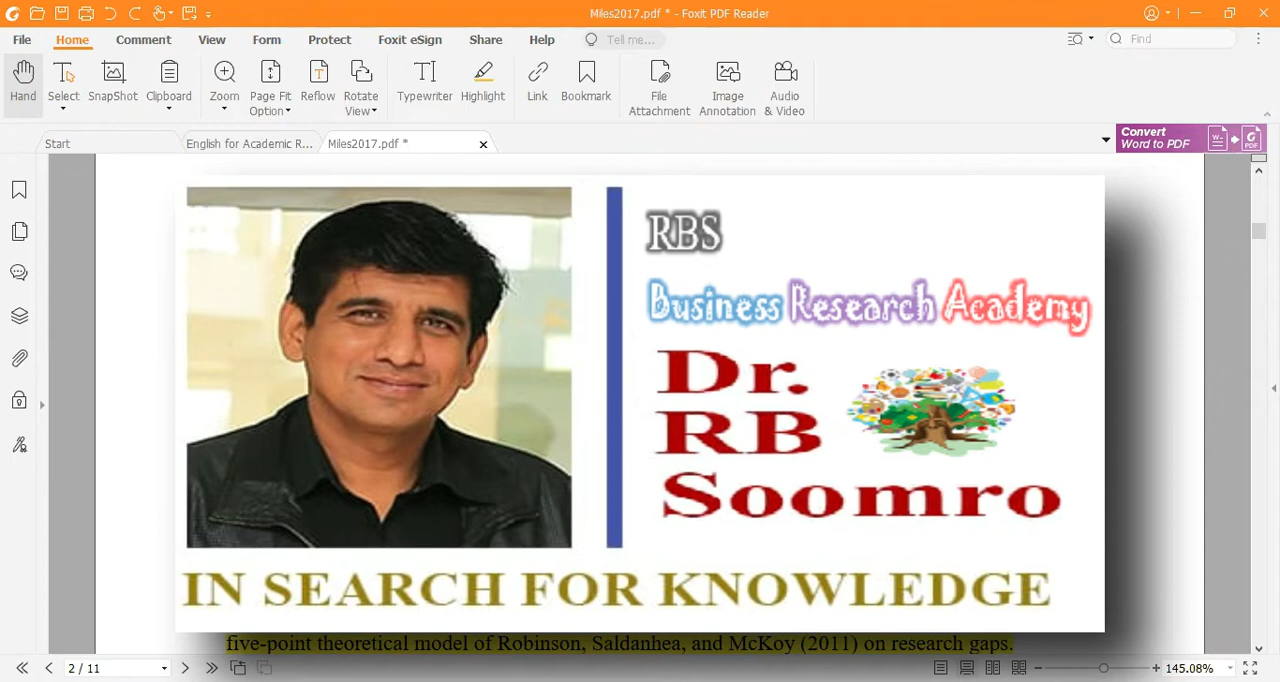 Miles2017.pdf * - Foxit PDF Reader
File Home Comment View Form Protect Foxit eSign Share Help Tell me... Find
Hand Select SnapShot Clipboard Zoom Page Fit Option Reflow Rotate View Typewriter Highlight Link Bookmark File Attachment Image Annotation Audio & Video
Start English for Academic R... Miles2017.pdf * Convert Word to PDF
RBS
Business Research Academy
Dr.
RB
Soomro
IN SEARCH FOR KNOWLEDGE
five-point theoretical model of Robinson, Saldanhea, and McKoy (2011) on research gaps.
2 / 11 145.08%